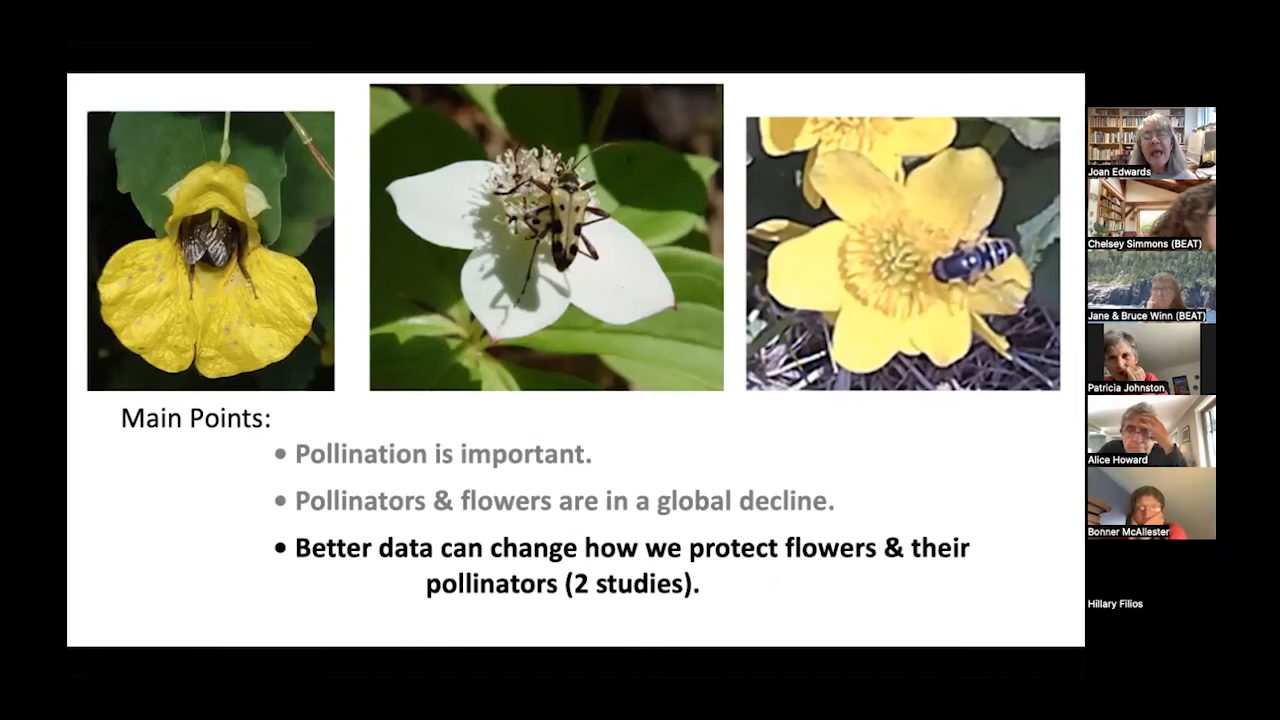 Main Points:
• Pollination is important.
• Pollinators & flowers are in a global decline.
• Better data can change how we protect flowers & their
pollinators (2 studies).
Joan Edwards
Chelsey Simmons (BEAT)
Jane & Bruce Winn (BEAT)
Patricia Johnston
Alice Howard
Bonner McAllester
Hillary Filios